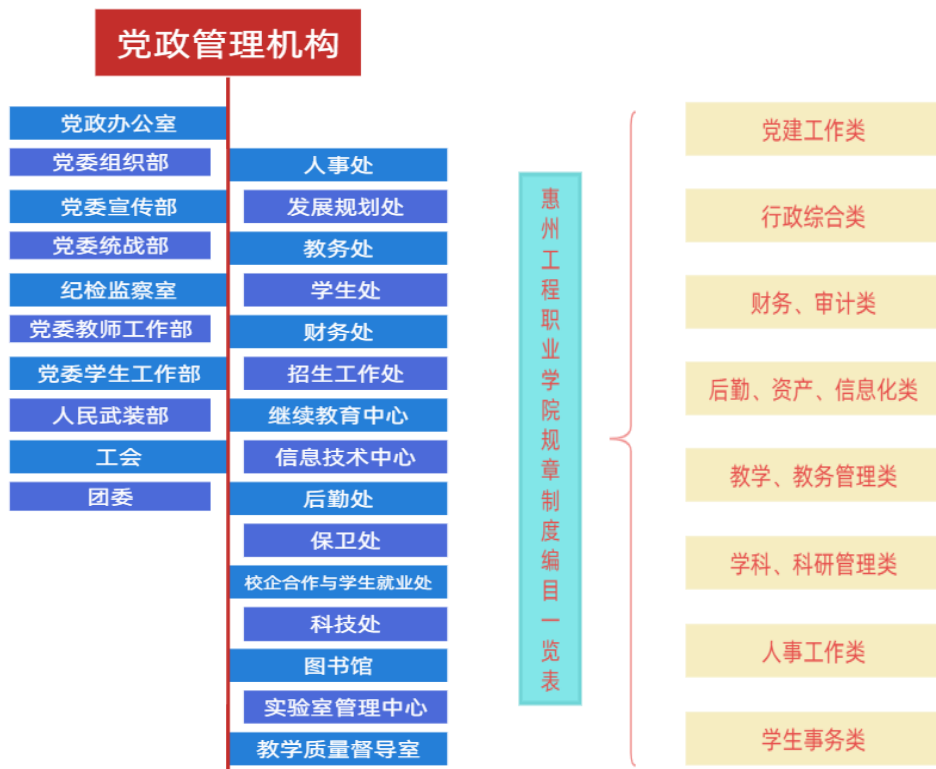 党政管理机构
党政办公室
党委组织部
党委宣传部
党委统战部
纪检监察室
党委教师工作部
党委学生工作部
人民武装部
工会
团委
人事处
发展规划处
教务处
学生处
财务处
招生工作处
继续教育中心
信息技术中心
后勤处
保卫处
校企合作与学生就业处
科技处
图书馆
实验室管理中心
教学质量督导室
惠州工程职业学院规章制度编目一览表
党建工作类
行政综合类
财务、审计类
后勤、资产、信息化类
教学、教务管理类
学科、科研管理类
人事工作类
学生事务类